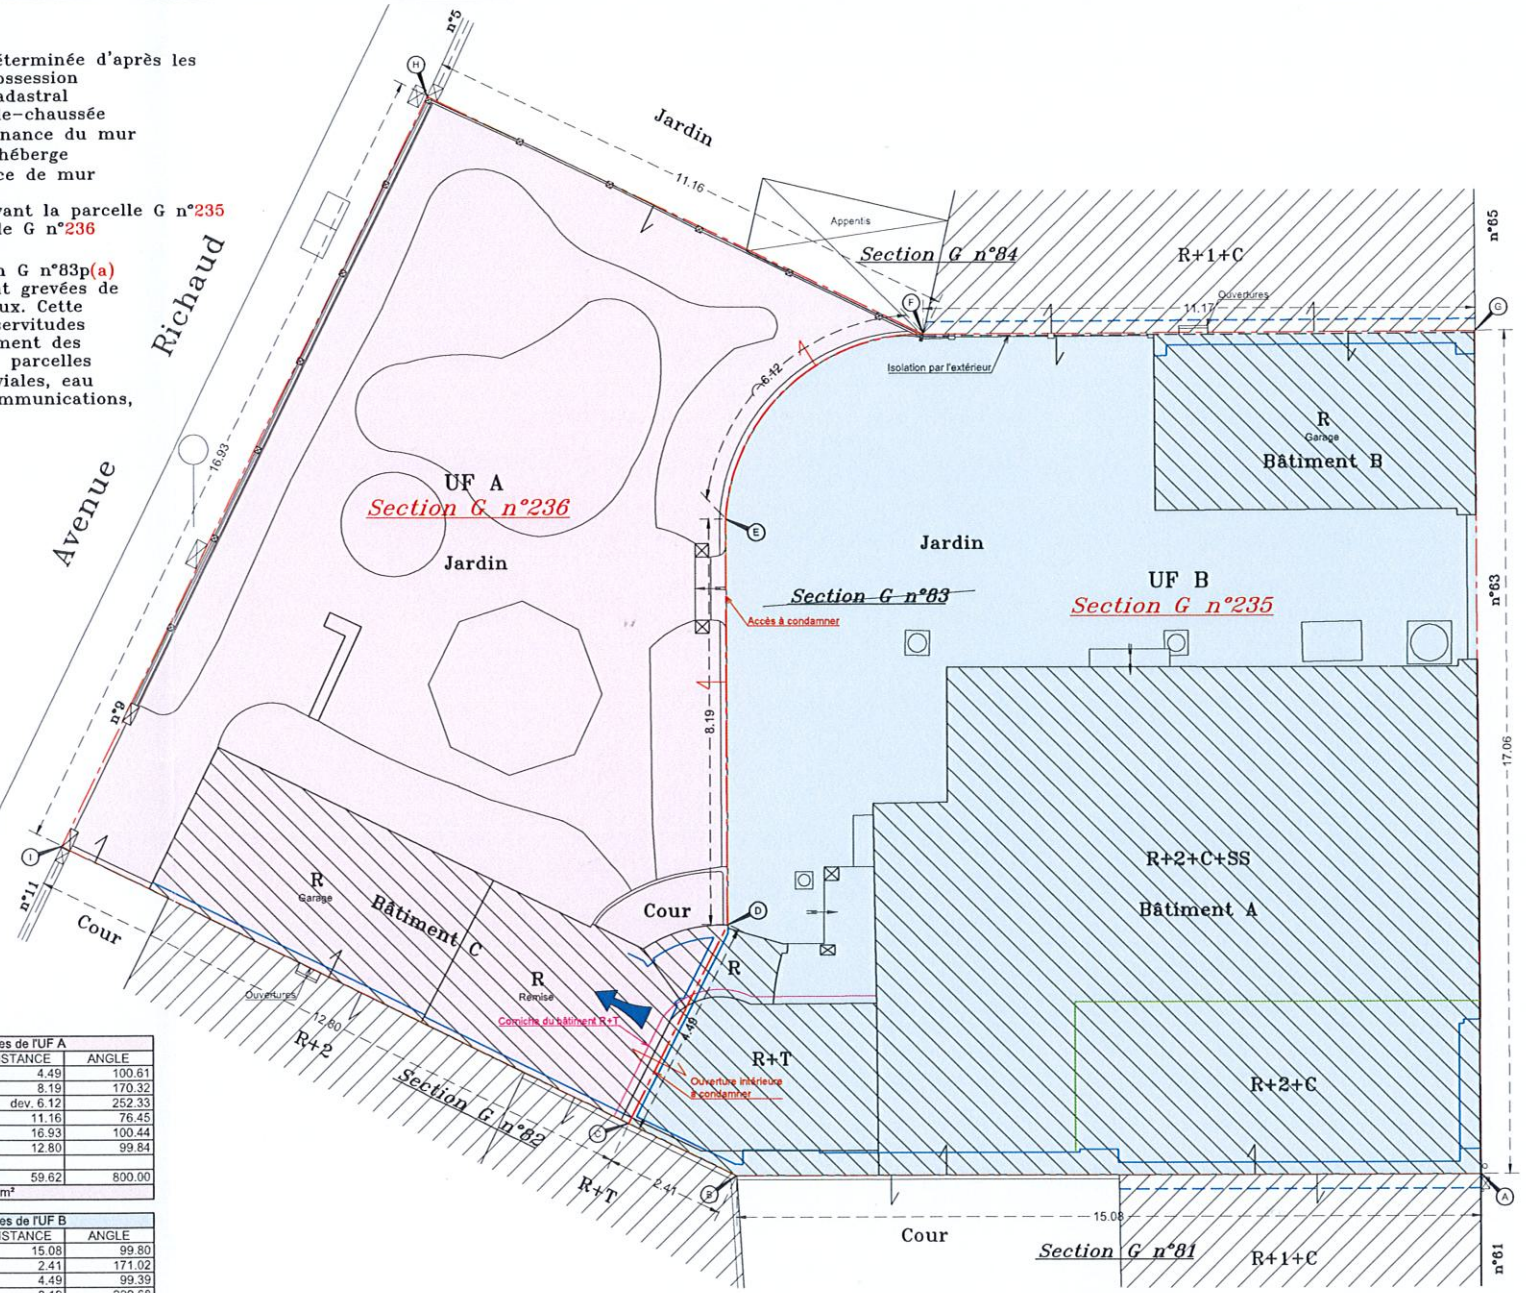 éterminée d'après les
ossession
adastral
de-chaussée
nance du mur
héberge
ce de mur
vant la parcelle G n°235
le G n°236
n G n°83p(a)
nt grevées de
ux. Cette
servitudes
ment des
parcelles
viales, eau
mmunications,
Avenue Richaud
n°5
H
Jardin
11.16
Appentis
Section G n°84
R+1+C
n°65
Ouvertures
11.17
F
G
Isolation par l'extérieur
6.12
16.93
R
Garage
Bâtiment B
UF A
Section G n°236
Jardin
E
Jardin
UF B
Section G n°235
Section G n°83
n°63
Accès à condamner
n°9
8.19
17.06
I
n°11
Cour
R
Garage
Bâtiment C
Cour
D
R+2+C+SS
Bâtiment A
R
R
Remise
Ouvertures
12.80
R+2
Corniche du bâtiment R+T
4.49
R+T
Ouverture intérieure
à condamner
R+2+C
Section G n°82
C
R+T
2.41
B
A
15.08
Cour
Section G n°81
R+1+C
n°61
es de l'UF A
STANCE ANGLE
4.49 100.61
8.19 170.32
dev. 6.12 252.33
11.16 76.45
16.93 100.44
12.80 99.84
59.62 800.00
m²
es de l'UF B
STANCE ANGLE
15.08 99.80
2.41 171.02
4.49 99.39